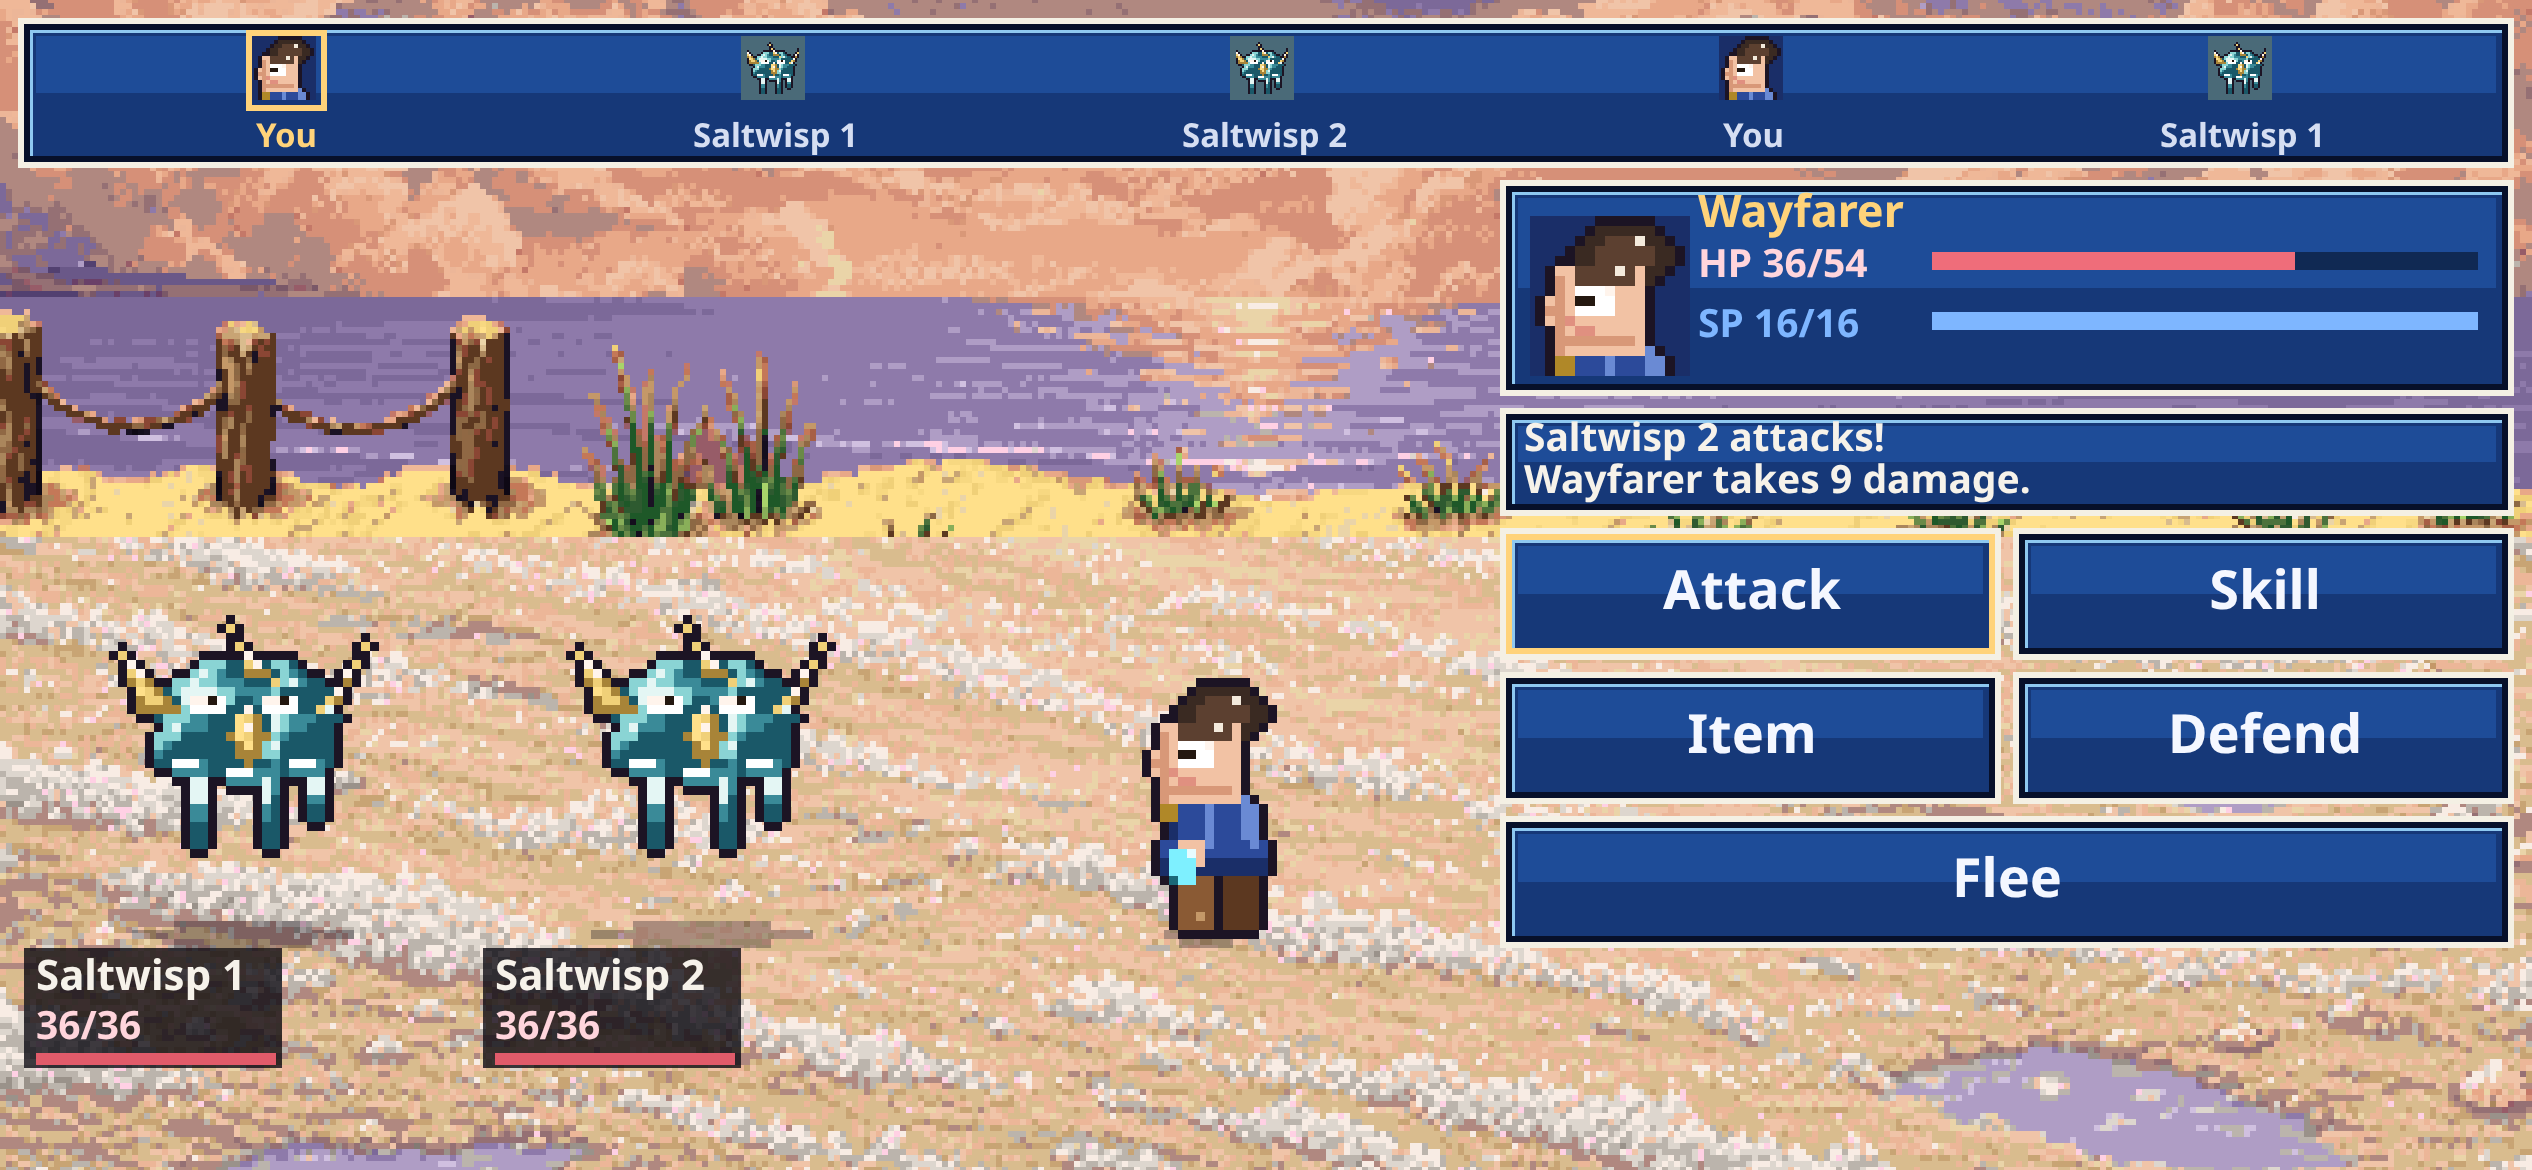 You
Saltwisp 1
Saltwisp 2
You
Saltwisp 1
Wayfarer
HP 36/54
SP 16/16
Saltwisp 2 attacks!
Wayfarer takes 9 damage.
Attack
Skill
Item
Defend
Flee
Saltwisp 1
36/36
Saltwisp 2
36/36